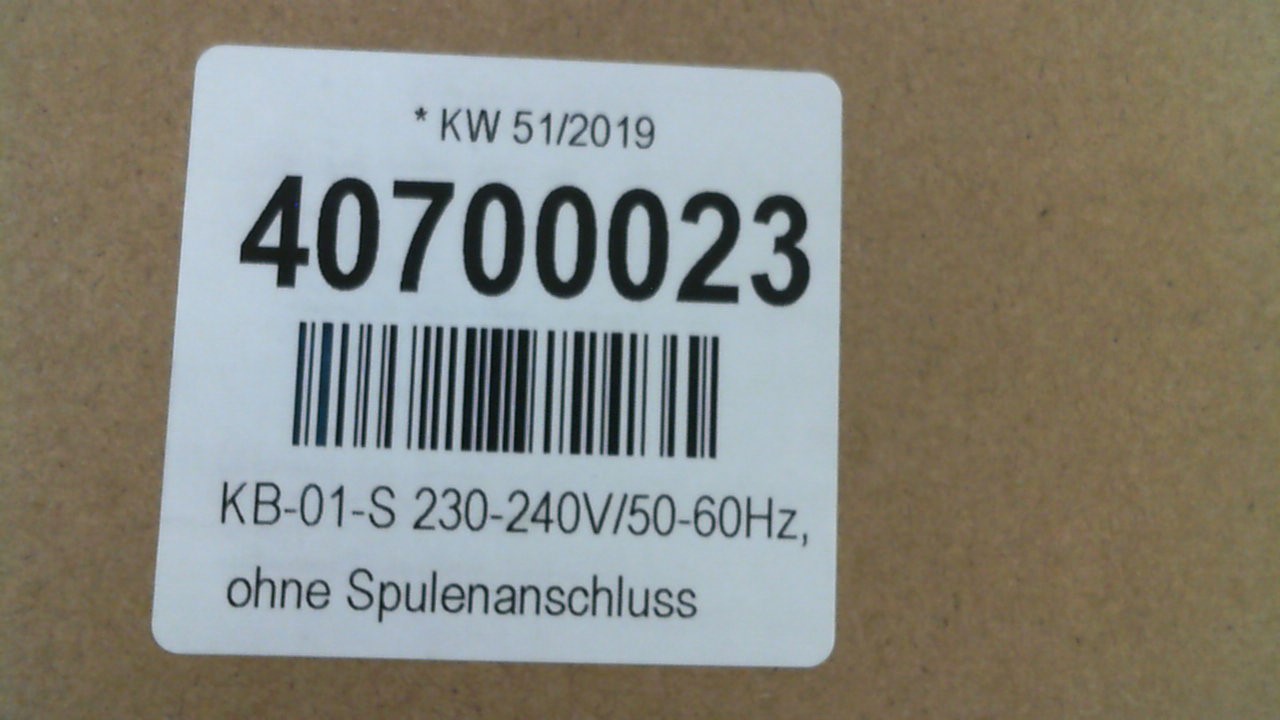 * KW 51/2019
40700023
KB-01-S 230-240V/50-60Hz,
ohne Spulenanschluss